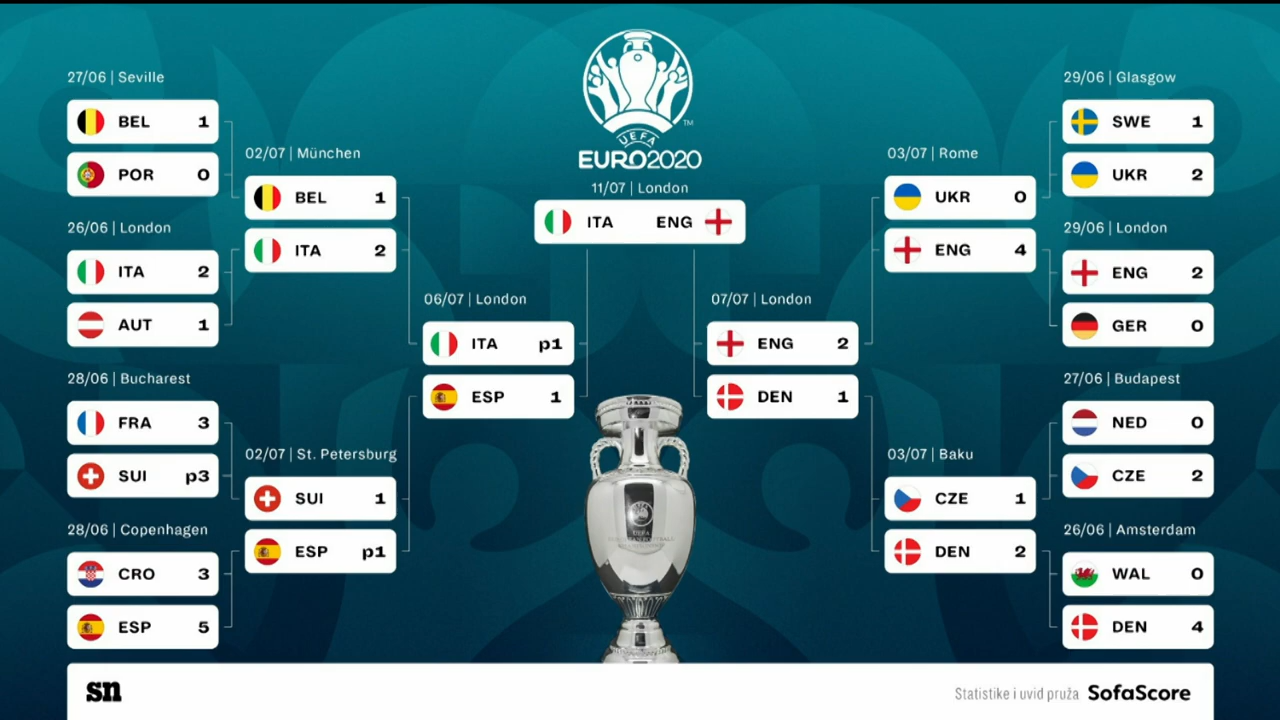 27/06 | Seville
BEL 1
POR 0
26/06 | London
ITA 2
AUT 1
28/06 | Bucharest
FRA 3
SUI p3
28/06 | Copenhagen
CRO 3
ESP 5
02/07 | München
BEL 1
ITA 2
02/07 | St. Petersburg
SUI 1
ESP p1
06/07 | London
ITA p1
ESP 1
UEFA
EURO2020
TM
11/07 | London
ITA ENG
07/07 | London
ENG 2
DEN 1
03/07 | Rome
UKR 0
ENG 4
03/07 | Baku
CZE 1
DEN 2
29/06 | Glasgow
SWE 1
UKR 2
29/06 | London
ENG 2
GER 0
27/06 | Budapest
NED 0
CZE 2
26/06 | Amsterdam
WAL 0
DEN 4
sn
Statistike i uvid pruža SofaScore